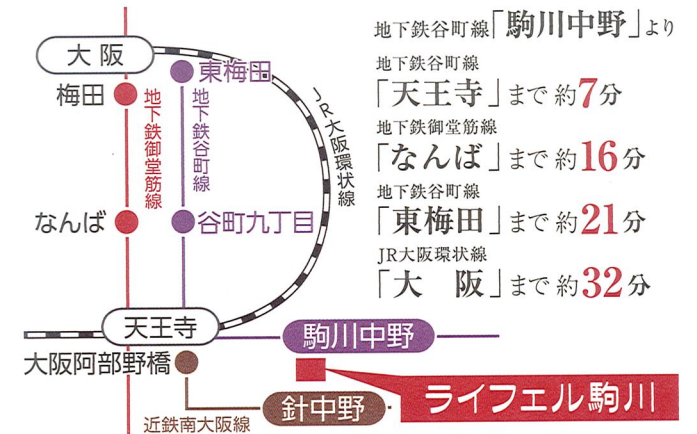 大阪
東梅田
梅田
地下鉄御堂筋線
地下鉄谷町線
JR大阪環状線
なんば
谷町九丁目
天王寺
駒川中野
大阪阿部野橋
ライフェル駒川
針中野
近鉄南大阪線
地下鉄谷町線「駒川中野」より
地下鉄谷町線
「天王寺」まで 約7分
地下鉄御堂筋線
「なんば」まで 約16分
地下鉄谷町線
「東梅田」まで 約21分
JR大阪環状線
「大 阪」まで 約32分